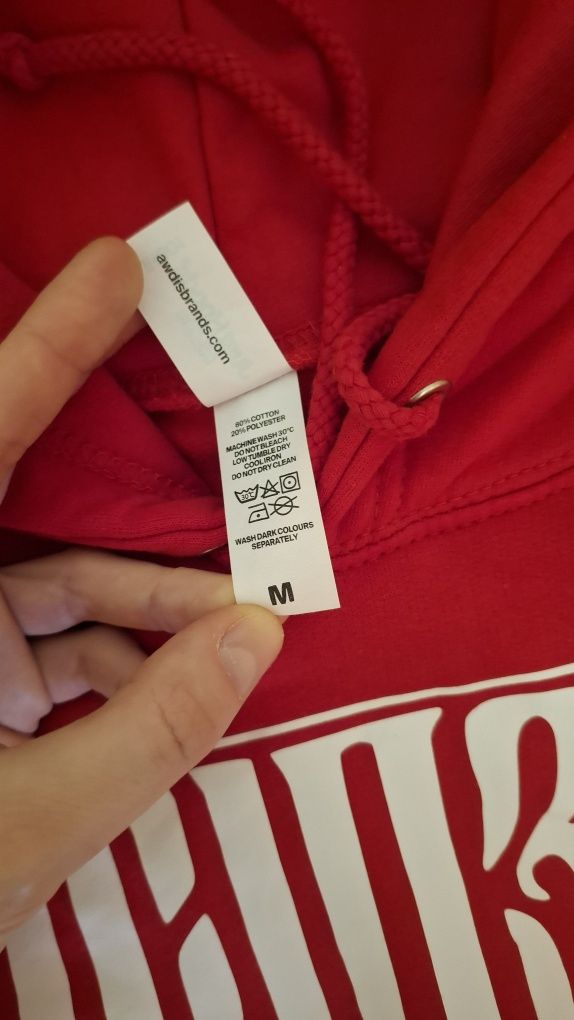 awdisbrands.com
80% COTTON
20% POLYESTER
MACHINE WASH 30°C
DO NOT BLEACH
LOW TUMBLE DRY
COOL IRON
DO NOT DRY CLEAN
30°C
WASH DARK COLOURS
SEPARATELY
M